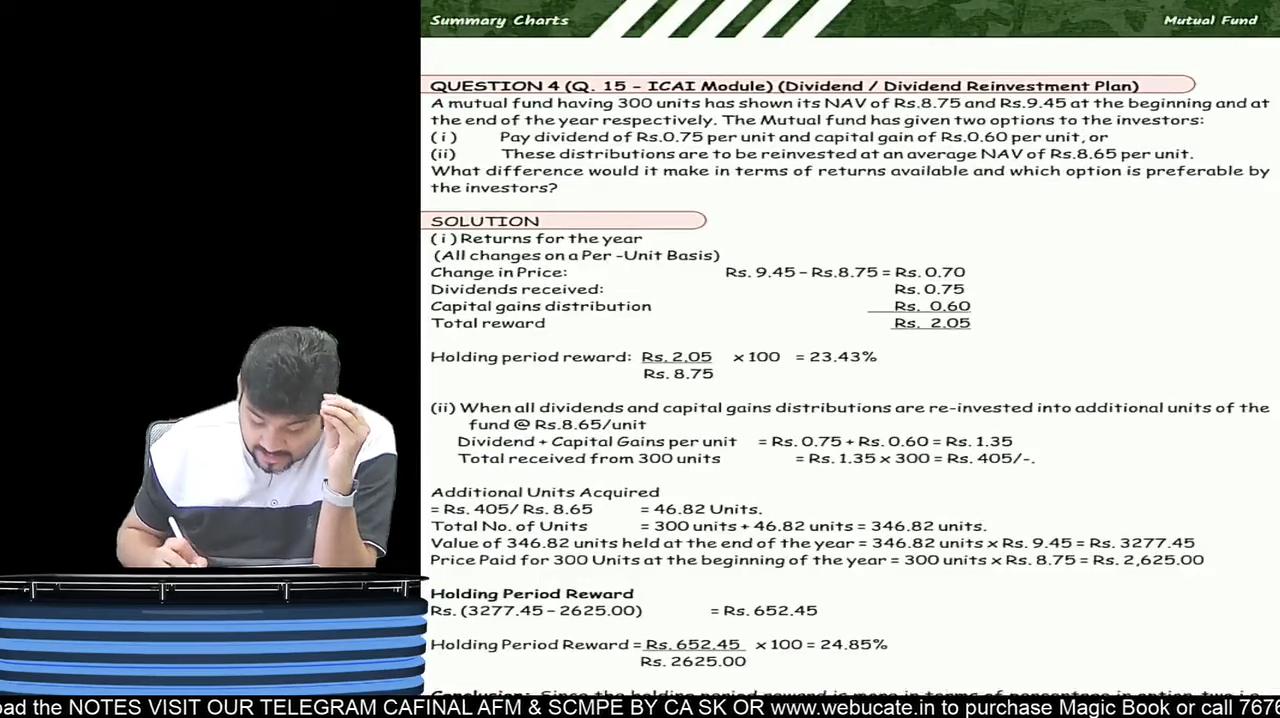 Summary Charts
Mutual Fund
QUESTION 4 (Q. 15 - ICAI Module) (Dividend / Dividend Reinvestment Plan)
A mutual fund having 300 units has shown its NAV of Rs.8.75 and Rs.9.45 at the beginning and at
the end of the year respectively. The Mutual fund has given two options to the investors:
(i) Pay dividend of Rs.0.75 per unit and capital gain of Rs.0.60 per unit, or
(ii) These distributions are to be reinvested at an average NAV of Rs.8.65 per unit.
What difference would it make in terms of returns available and which option is preferable by
the investors?
SOLUTION
(i) Returns for the year
(All changes on a Per -Unit Basis)
Change in Price: Rs. 9.45 – Rs.8.75 = Rs. 0.70
Dividends received: Rs. 0.75
Capital gains distribution Rs. 0.60
Total reward Rs. 2.05
Holding period reward: Rs. 2.05 x 100 = 23.43%
Rs. 8.75
(ii) When all dividends and capital gains distributions are re-invested into additional units of the
fund @ Rs.8.65/unit
Dividend + Capital Gains per unit = Rs. 0.75 + Rs. 0.60 = Rs. 1.35
Total received from 300 units = Rs. 1.35 x 300 = Rs. 405/-.
Additional Units Acquired
= Rs. 405/ Rs. 8.65 = 46.82 Units.
Total No. of Units = 300 units + 46.82 units = 346.82 units.
Value of 346.82 units held at the end of the year = 346.82 units x Rs. 9.45 = Rs. 3277.45
Price Paid for 300 Units at the beginning of the year = 300 units x Rs. 8.75 = Rs. 2,625.00
Holding Period Reward
Rs. (3277.45 – 2625.00) = Rs. 652.45
Holding Period Reward = Rs. 652.45 x 100 = 24.85%
Rs. 2625.00
Conclusion: Since the holding period reward is more in terms of percentage in option two i.e
oad the NOTES VISIT OUR TELEGRAM CAFINAL AFM & SCMPE BY CA SK OR www.webucate.in to purchase Magic Book or call 7676